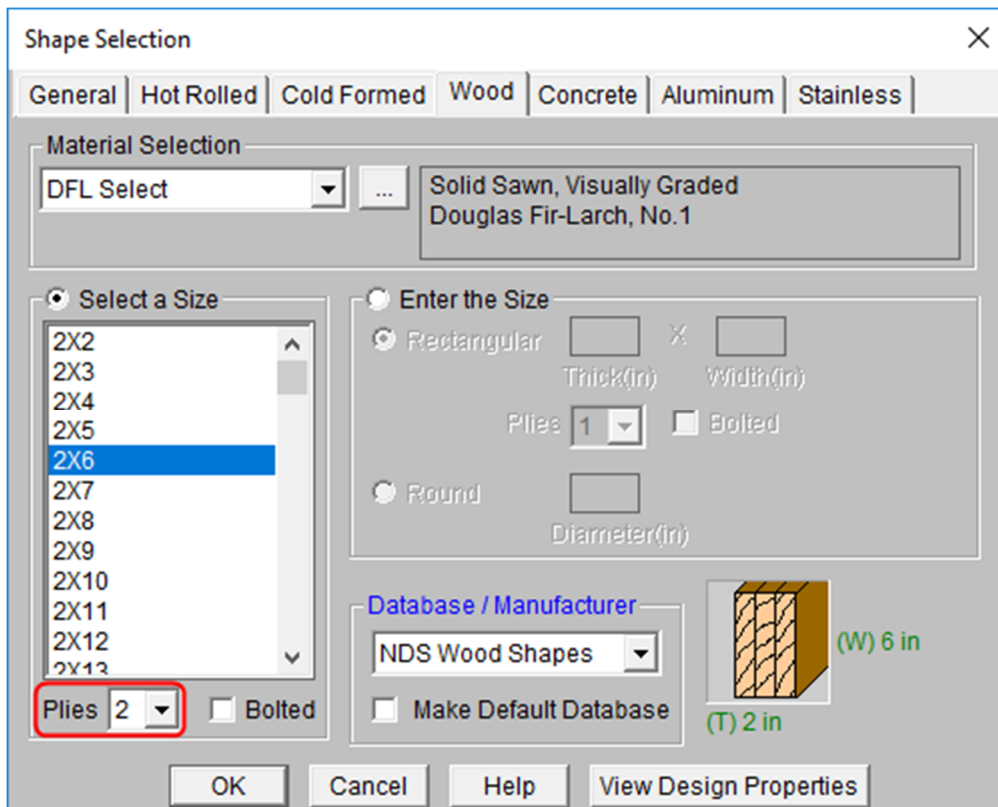 Shape Selection
General Hot Rolled Cold Formed Wood Concrete Aluminum Stainless
Material Selection
DFL Select
...
Solid Sawn, Visually Graded
Douglas Fir-Larch, No.1
Select a Size
2X2
2X3
2X4
2X5
2X6
2X7
2X8
2X9
2X10
2X11
2X12
2X13
Plies 2 Bolted
Enter the Size
Rectangular X
Thick(in) Width(in)
Plies 1 Bolted
Round
Diameter(in)
Database / Manufacturer
NDS Wood Shapes
Make Default Database
(W) 6 in
(T) 2 in
OK Cancel Help View Design Properties